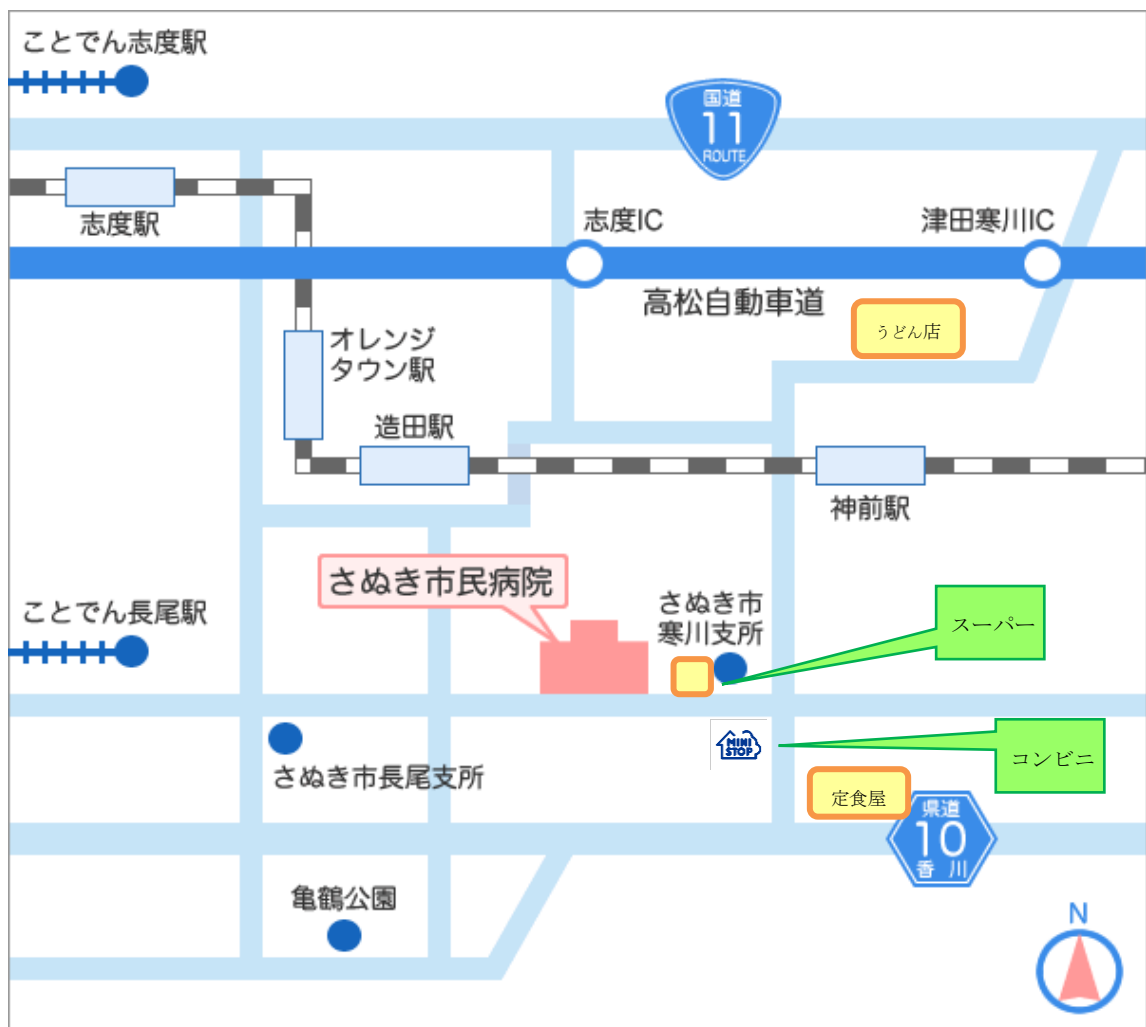 ことでん志度駅
国道
11
ROUTE
志度駅
志度IC
津田寒川IC
高松自動車道
うどん店
オレンジ
タウン駅
造田駅
神前駅
さぬき市民病院
さぬき市
寒川支所
スーパー
ことでん長尾駅
MINI
STOP
コンビニ
さぬき市長尾支所
定食屋
県道
10
香川
亀鶴公園
N